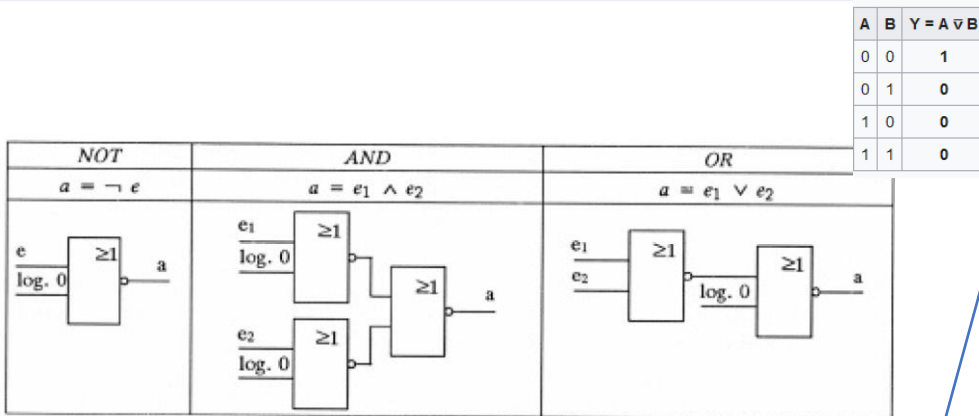 A B Y = A ⊽ B
0 0 1
0 1 0
1 0 0
1 1 0
NOT AND OR
a = ¬ e a = e₁ ∧ e₂ a = e₁ ∨ e₂
e
log. 0
≥1
a
e₁
log. 0
≥1
e₂
log. 0
≥1
≥1
a
e₁
e₂
≥1
log. 0
≥1
a